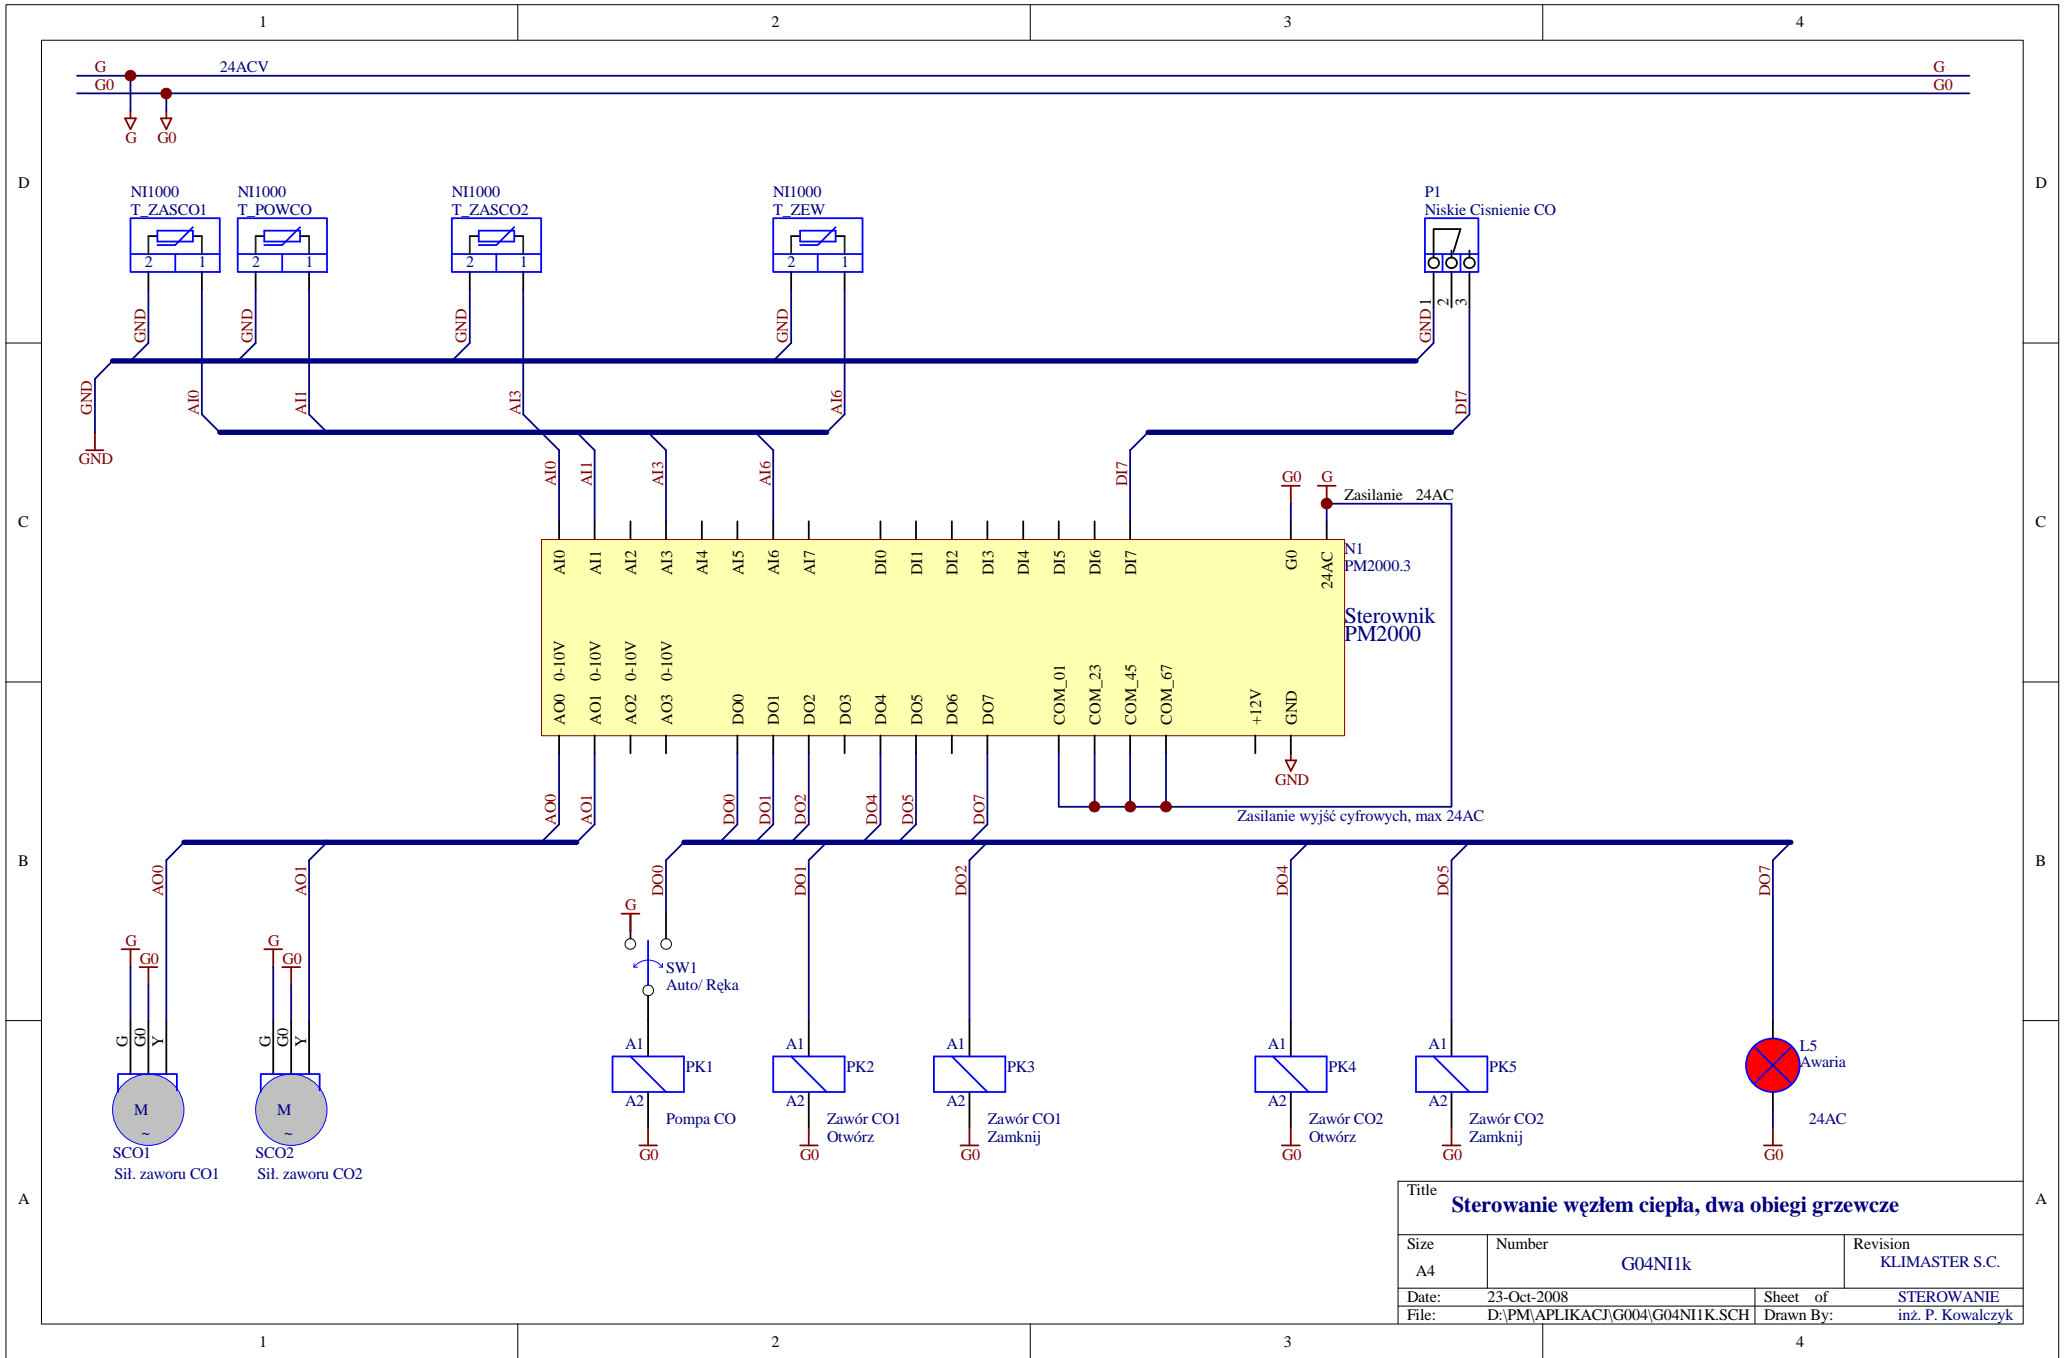 1 2 3 4
G 24ACV G
G0 G0
G G0
D D
NI1000 NI1000 NI1000 NI1000 P1
T_ZASCO1 T_POWCO T_ZASCO2 T_ZEW Niskie Cisnienie CO
2 1 2 1 2 1 2 1
1 2 3
GND GND GND GND GND
GND AI0 AI1 AI3 AI6 DI7
GND
AI0 AI1 AI3 AI6 DI7 G0 G
Zasilanie 24AC
C C
AI0 AI1 AI2 AI3 AI4 AI5 AI6 AI7 DI0 DI1 DI2 DI3 DI4 DI5 DI6 DI7 G0 24AC
N1
PM2000.3
Sterownik
PM2000
0-10V 0-10V 0-10V 0-10V
AO0 AO1 AO2 AO3 DO0 DO1 DO2 DO3 DO4 DO5 DO6 DO7 COM_01 COM_23 COM_45 COM_67 +12V GND
GND
AO0 AO1 DO0 DO1 DO2 DO4 DO5 DO7
Zasilanie wyjść cyfrowych, max 24AC
B B
AO0 AO1 DO0 DO1 DO2 DO4 DO5 DO7
G
G G0 G G0
SW1
Auto/ Ręka
G G0 Y G G0 Y
A1 A1 A1 A1 A1 L5
PK1 PK2 PK3 PK4 PK5 Awaria
A2 A2 A2 A2 A2
M M
~ ~
Pompa CO Zawór CO1 Zawór CO1 Zawór CO2 Zawór CO2 24AC
Otwórz Zamknij Otwórz Zamknij
G0 G0 G0 G0 G0 G0
SCO1 SCO2
Sił. zaworu CO1 Sił. zaworu CO2
A A
Title
Sterowanie węzłem ciepła, dwa obiegi grzewcze
Size Number Revision
A4 G04NI1k KLIMASTER S.C.
Date: 23-Oct-2008 Sheet of STEROWANIE
File: D:\PM\APLIKACJ\G004\G04NI1K.SCH Drawn By: inż. P. Kowalczyk
1 2 3 4